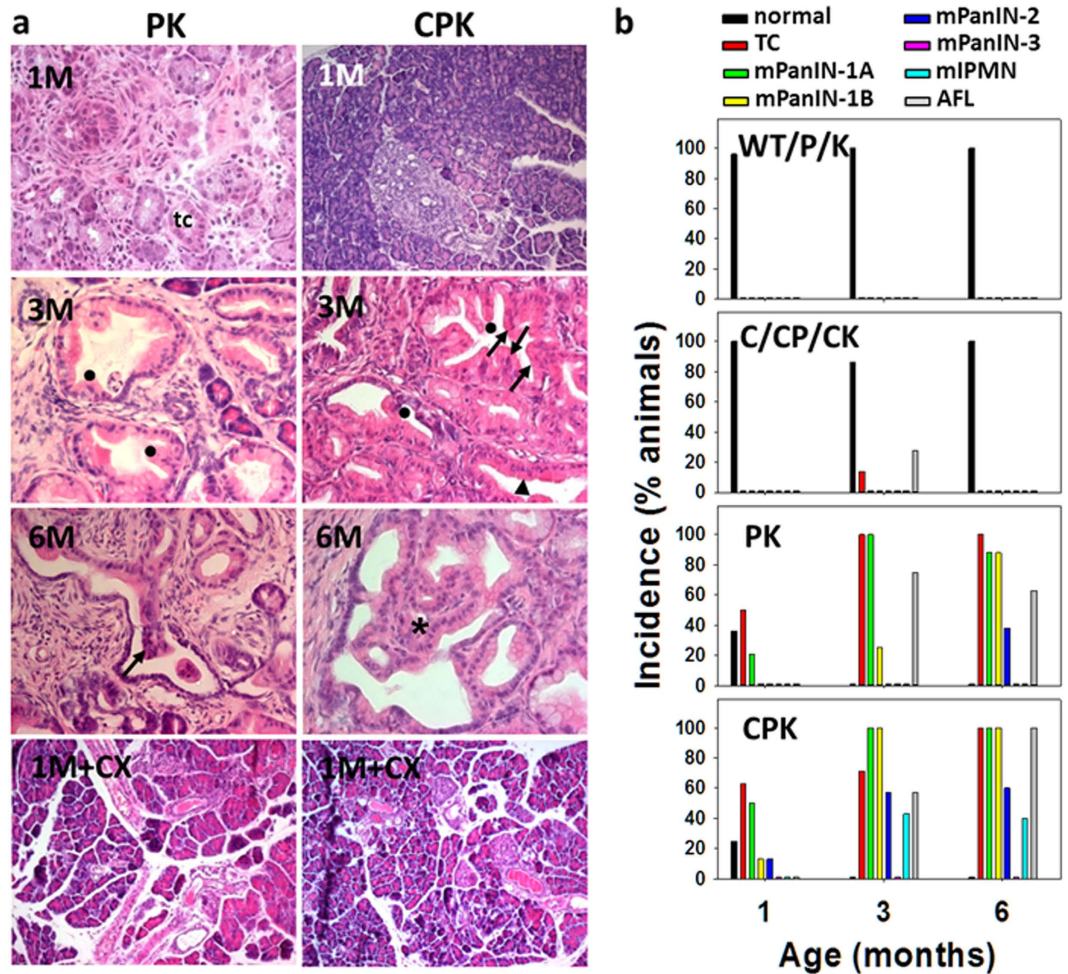 a
PK
CPK
1M
tc
1M
3M
3M
6M
6M
*
1M+CX
1M+CX
b
normal
TC
mPanIN-1A
mPanIN-1B
mPanIN-2
mPanIN-3
mIPMN
AFL
Incidence (% animals)
WT/P/K
100
80
60
40
20
0
C/CP/CK
100
80
60
40
20
0
PK
100
80
60
40
20
0
CPK
100
80
60
40
20
0
1 3 6
Age (months)